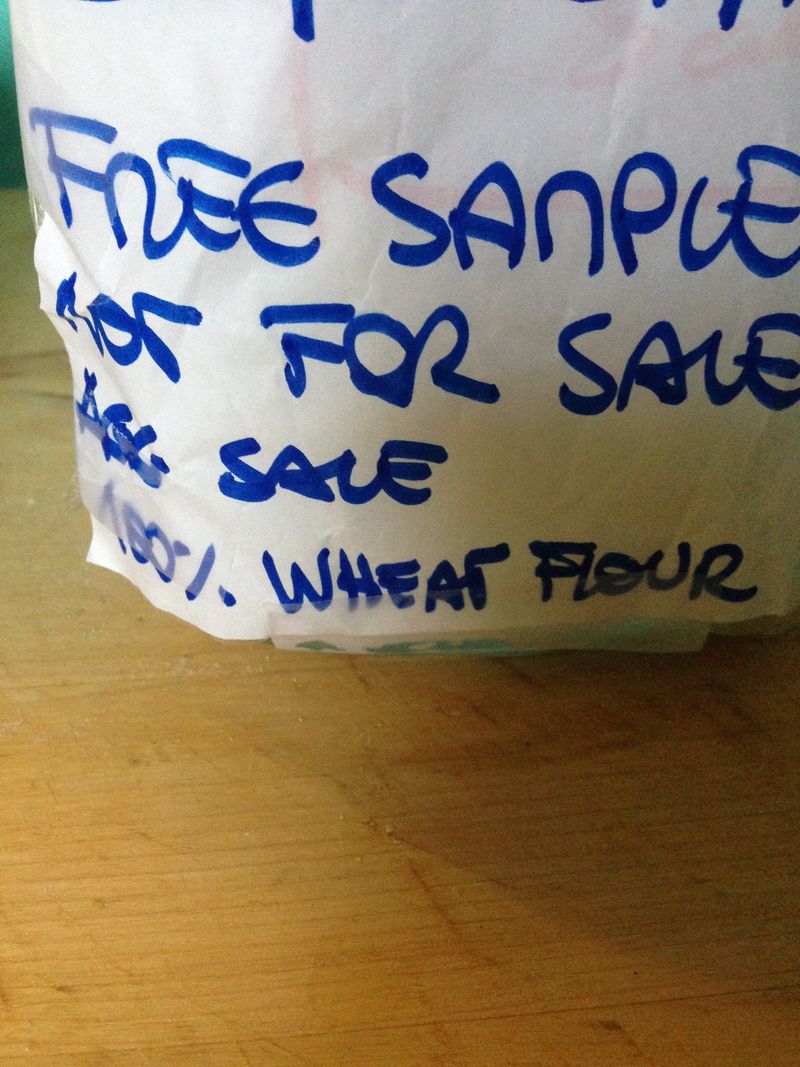 FREE SAMPLE
NOT FOR SALE
SALE
100% WHEAT FLOUR